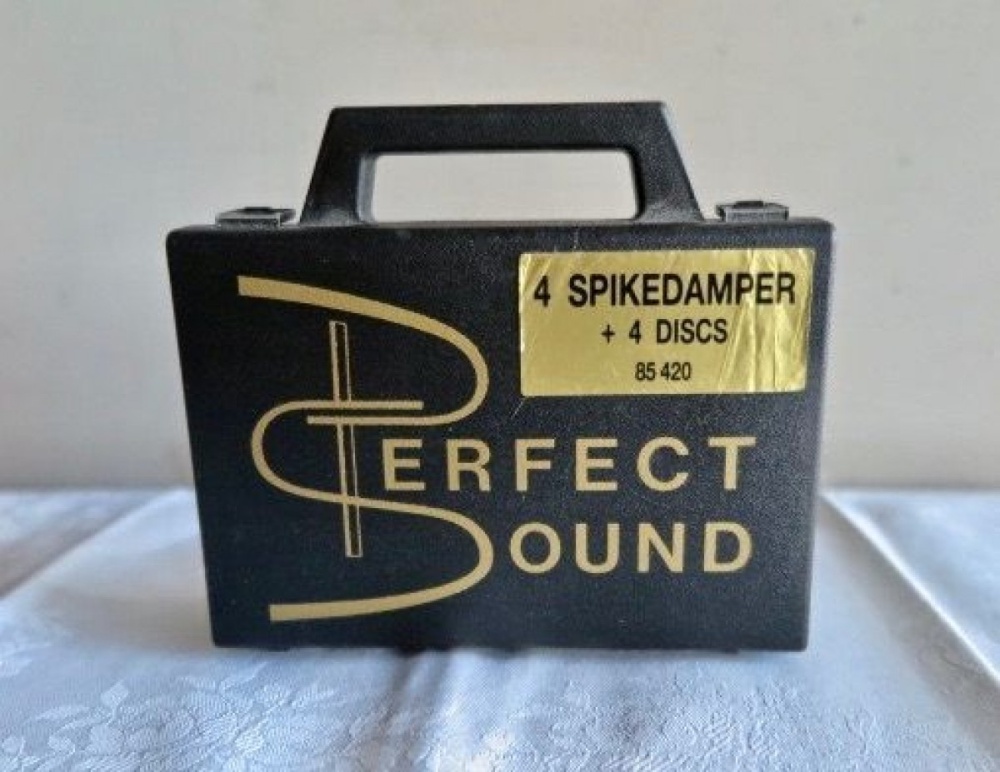 4 SPIKEDAMPER
+ 4 DISCS
85 420
PERFECT
SOUND